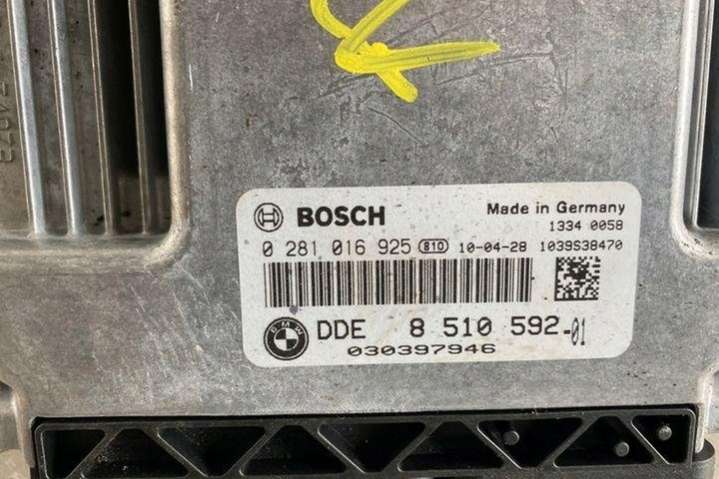 BOSCH
Made in Germany
1334 0058
0 281 016 925 810 10-04-28 1039S38470
BMW
DDE 8 510 592-01
030397946